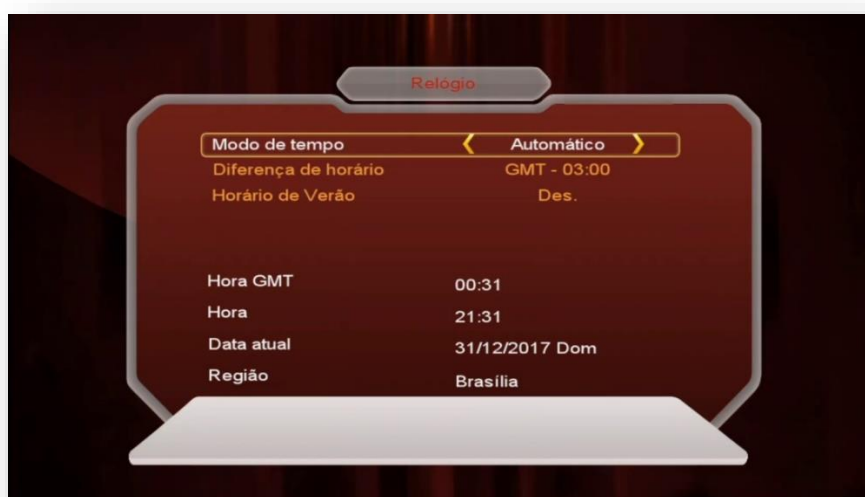 Relógio
Modo de tempo Automático
Diferença de horário GMT - 03:00
Horário de Verão Des.
Hora GMT 00:31
Hora 21:31
Data atual 31/12/2017 Dom
Região Brasília